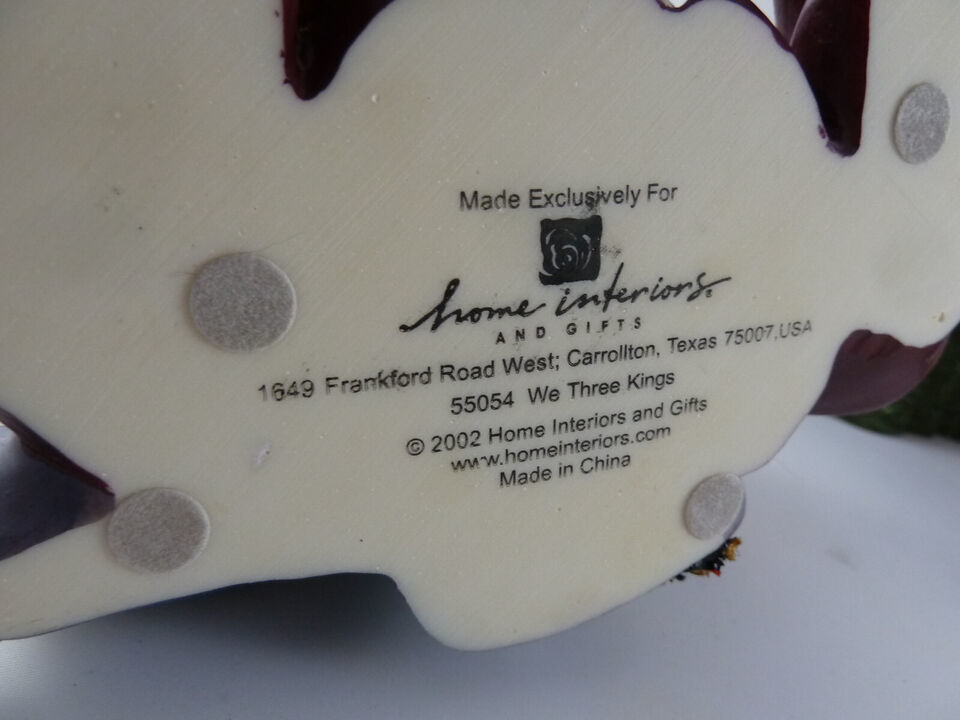 Made Exclusively For
home interiors
AND GIFTS
1649 Frankford Road West; Carrollton, Texas 75007,USA
55054 We Three Kings
© 2002 Home Interiors and Gifts
www.homeinteriors.com
Made in China